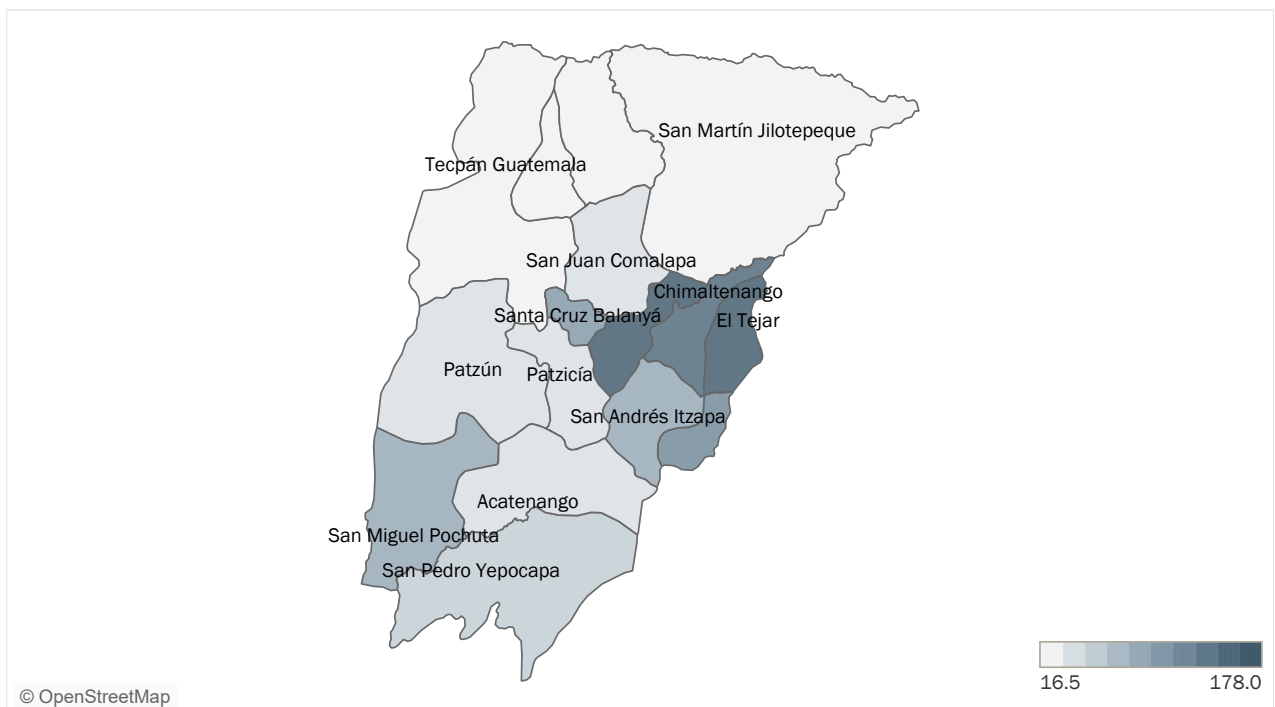 San Martín Jilotepeque
Tecpán Guatemala
San Juan Comalapa
Chimaltenango
Santa Cruz Balanyá
El Tejar
Patzún
Patzicía
San Andrés Itzapa
Acatenango
San Miguel Pochuta
San Pedro Yepocapa
16.5
178.0
© OpenStreetMap